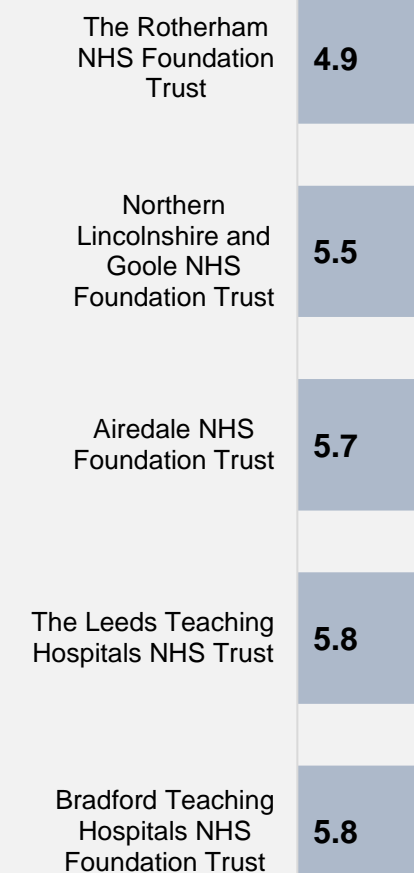 The Rotherham
NHS Foundation
Trust
4.9
Northern
Lincolnshire and
Goole NHS
Foundation Trust
5.5
Airedale NHS
Foundation Trust
5.7
The Leeds Teaching
Hospitals NHS Trust
5.8
Bradford Teaching
Hospitals NHS
Foundation Trust
5.8